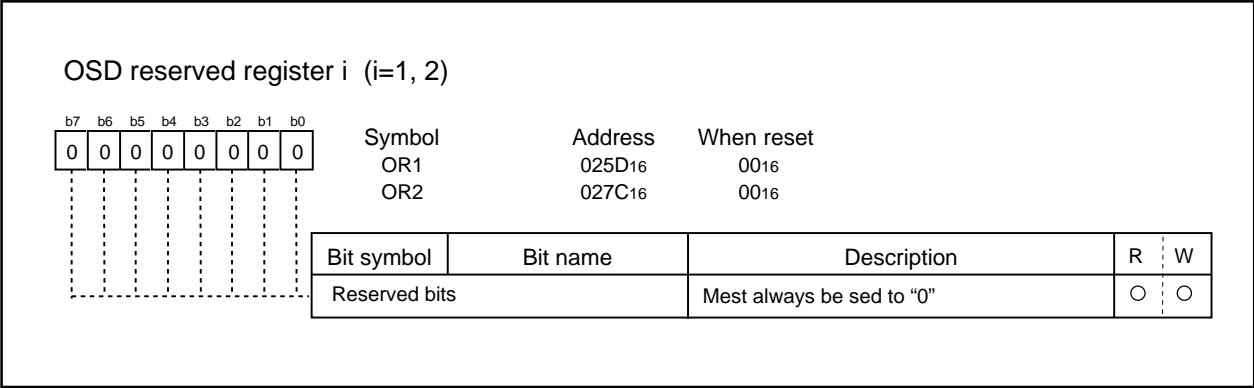 OSD reserved register i (i=1, 2)
b7 b6 b5 b4 b3 b2 b1 b0
0 0 0 0 0 0 0 0
Symbol Address When reset
OR1 025D16 0016
OR2 027C16 0016
Bit symbol Bit name Description R W
Reserved bits Mest always be sed to “0” ○ ○